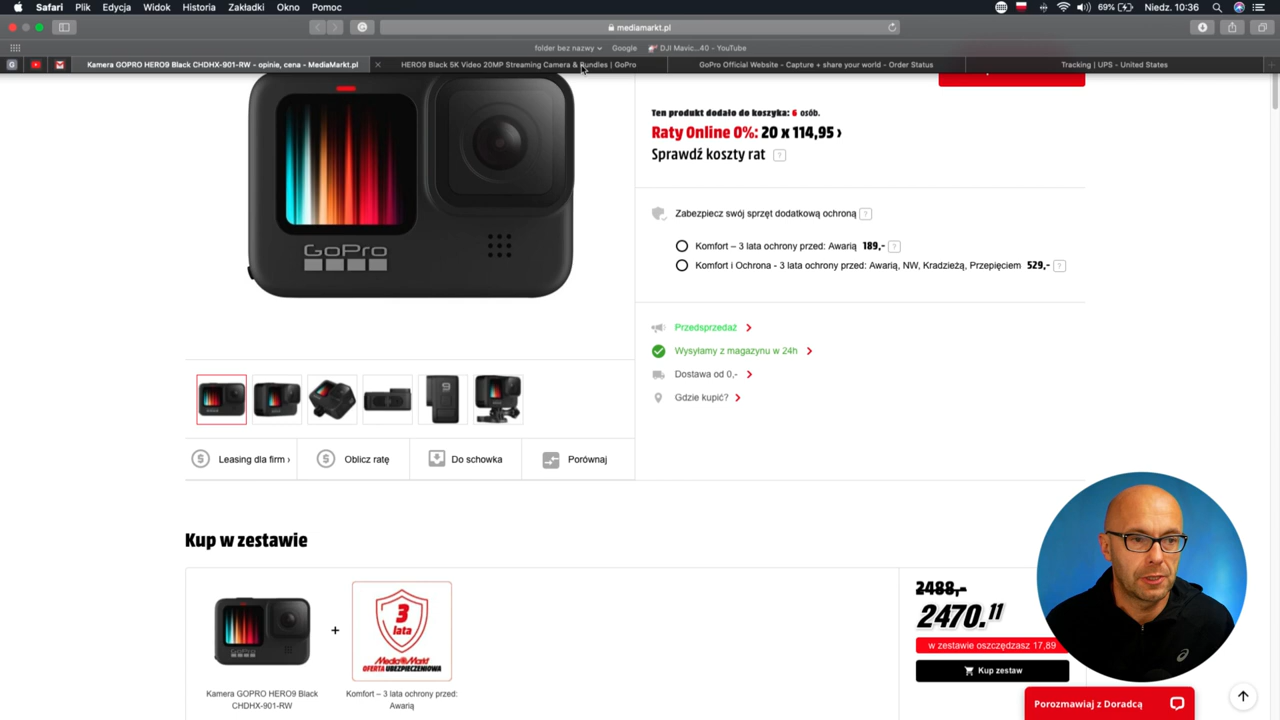 Safari Plik Edycja Widok Historia Zakładki Okno Pomoc
69% Niedz. 10:36
mediamarkt.pl
folder bez nazwy Google DJI Mavic...40 - YouTube
Kamera GOPRO HERO9 Black CHDHX-901-RW - opinie, cena - MediaMarkt.pl
HERO9 Black 5K Video 20MP Streaming Camera & Bundles | GoPro
GoPro Official Website - Capture + share your world - Order Status
Tracking | UPS - United States
Ten produkt dodało do koszyka: 6 osób.
Raty Online 0%: 20 x 114,95 ›
Sprawdź koszty rat ?
Zabezpiecz swój sprzęt dodatkową ochroną ?
Komfort – 3 lata ochrony przed: Awarią 189,- ?
Komfort i Ochrona - 3 lata ochrony przed: Awarią, NW, Kradzieżą, Przepięciem 529,- ?
GoPro
Przedsprzedaż
Wysyłamy z magazynu w 24h
Dostawa od 0,-
Gdzie kupić?
Leasing dla firm ›
Oblicz ratę
Do schowka
Porównaj
Kup w zestawie
+
3
lata
MediaMarkt
OFERTA UBEZPIECZENIOWA
Kamera GOPRO HERO9 Black
CHDHX-901-RW
Komfort – 3 lata ochrony przed:
Awarią
2488,-
2470.11
w zestawie oszczędzasz 17,89
Kup zestaw
Porozmawiaj z Doradcą